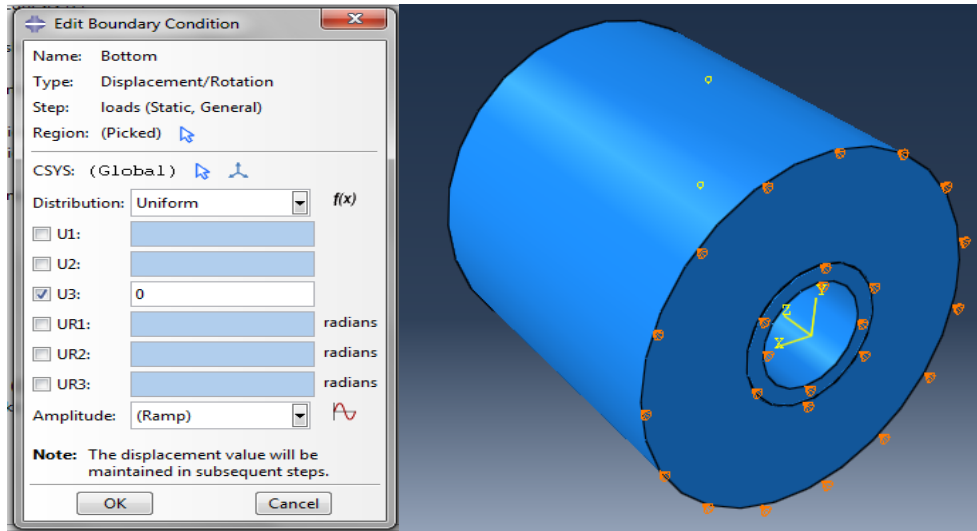 Edit Boundary Condition
Name: Bottom
Type: Displacement/Rotation
Step: loads (Static, General)
Region: (Picked)
CSYS: (Global)
Distribution: Uniform f(x)
U1:
U2:
U3: 0
UR1: radians
UR2: radians
UR3: radians
Amplitude: (Ramp)
Note: The displacement value will be
maintained in subsequent steps.
OK Cancel
Y
Z
X